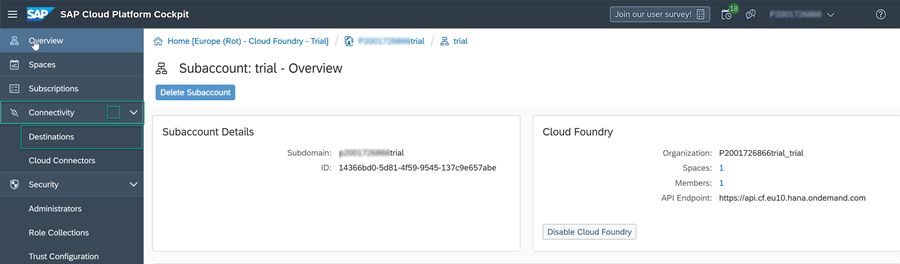 SAP SAP Cloud Platform Cockpit Join our user survey! 18
Overview
Spaces
Subscriptions
Connectivity
Destinations
Cloud Connectors
Security
Administrators
Role Collections
Trust Configuration
Home [Europe (Rot) - Cloud Foundry - Trial] / trial / trial
Subaccount: trial - Overview
Delete Subaccount
Subaccount Details
Subdomain: trial
ID: 14366bd0-5d81-4f59-9545-137c9e657abe
Cloud Foundry
Organization: P2001726866trial_trial
Spaces: 1
Members: 1
API Endpoint: https://api.cf.eu10.hana.ondemand.com
Disable Cloud Foundry